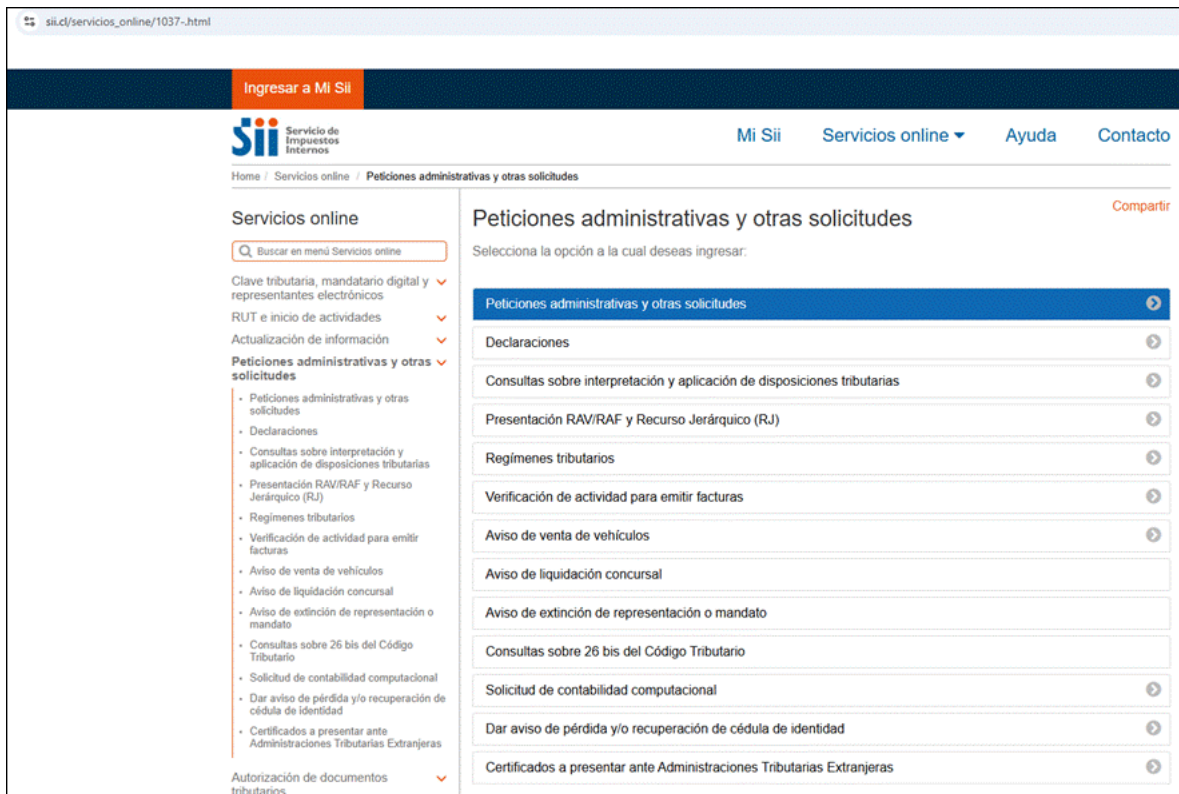 sii.cl/servicios_online/1037-.html
Ingresar a Mi Sii
Sii Servicio de
Impuestos
Internos
Mi Sii Servicios online Ayuda Contacto
Home / Servicios online / Peticiones administrativas y otras solicitudes
Servicios online
Buscar en menú Servicios online
Clave tributaria, mandatario digital y
representantes electrónicos
RUT e inicio de actividades
Actualización de información
Peticiones administrativas y otras
solicitudes
Peticiones administrativas y otras
solicitudes
Declaraciones
Consultas sobre interpretación y
aplicación de disposiciones tributarias
Presentación RAV/RAF y Recurso
Jerárquico (RJ)
Regímenes tributarios
Verificación de actividad para emitir
facturas
Aviso de venta de vehículos
Aviso de liquidación concursal
Aviso de extinción de representación o
mandato
Consultas sobre 26 bis del Código
Tributario
Solicitud de contabilidad computacional
Dar aviso de pérdida y/o recuperación de
cédula de identidad
Certificados a presentar ante
Administraciones Tributarias Extranjeras
Autorización de documentos
tributarios
Compartir
Peticiones administrativas y otras solicitudes
Selecciona la opción a la cual deseas ingresar:
Peticiones administrativas y otras solicitudes
Declaraciones
Consultas sobre interpretación y aplicación de disposiciones tributarias
Presentación RAV/RAF y Recurso Jerárquico (RJ)
Regímenes tributarios
Verificación de actividad para emitir facturas
Aviso de venta de vehículos
Aviso de liquidación concursal
Aviso de extinción de representación o mandato
Consultas sobre 26 bis del Código Tributario
Solicitud de contabilidad computacional
Dar aviso de pérdida y/o recuperación de cédula de identidad
Certificados a presentar ante Administraciones Tributarias Extranjeras